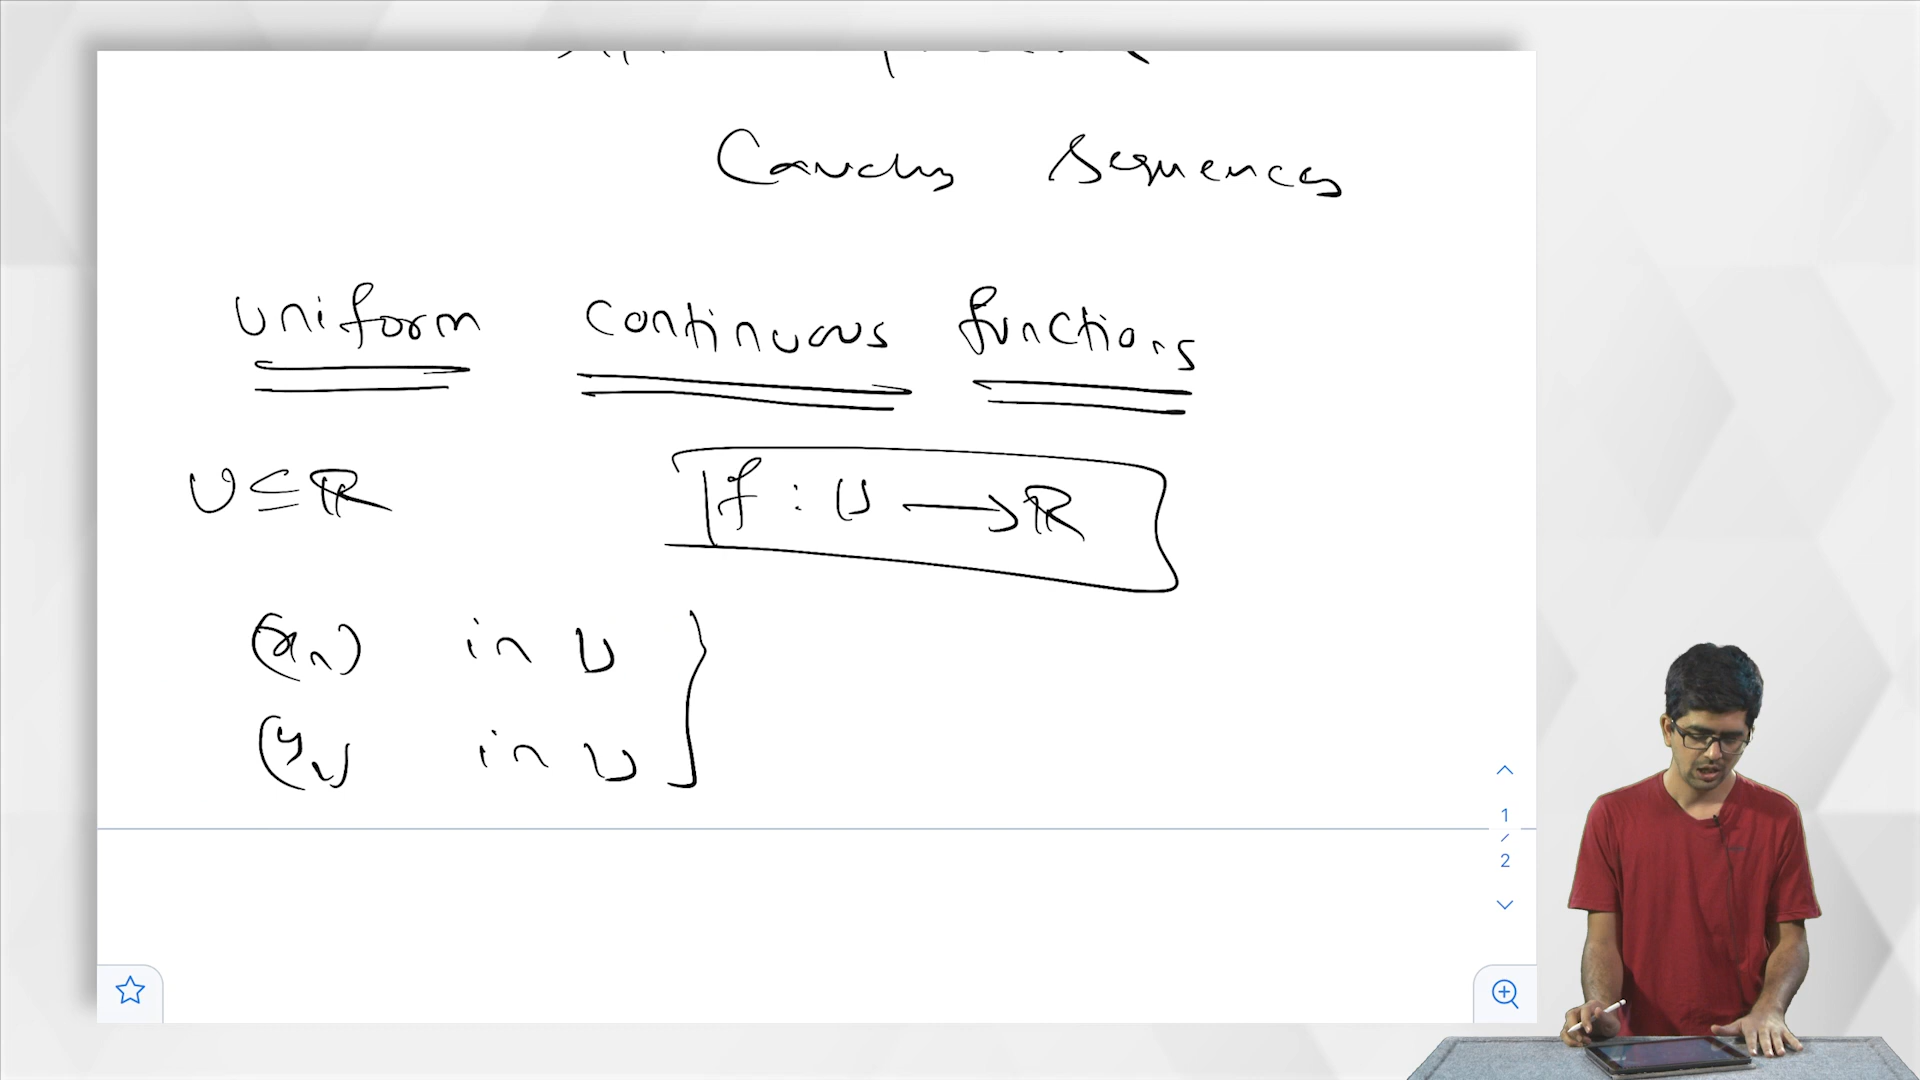 Cauchy sequences
uniform continuous functions
U ⊆ ℝ
f : U → ℝ
(xₙ) in U
(yₙ) in U
1
/
2